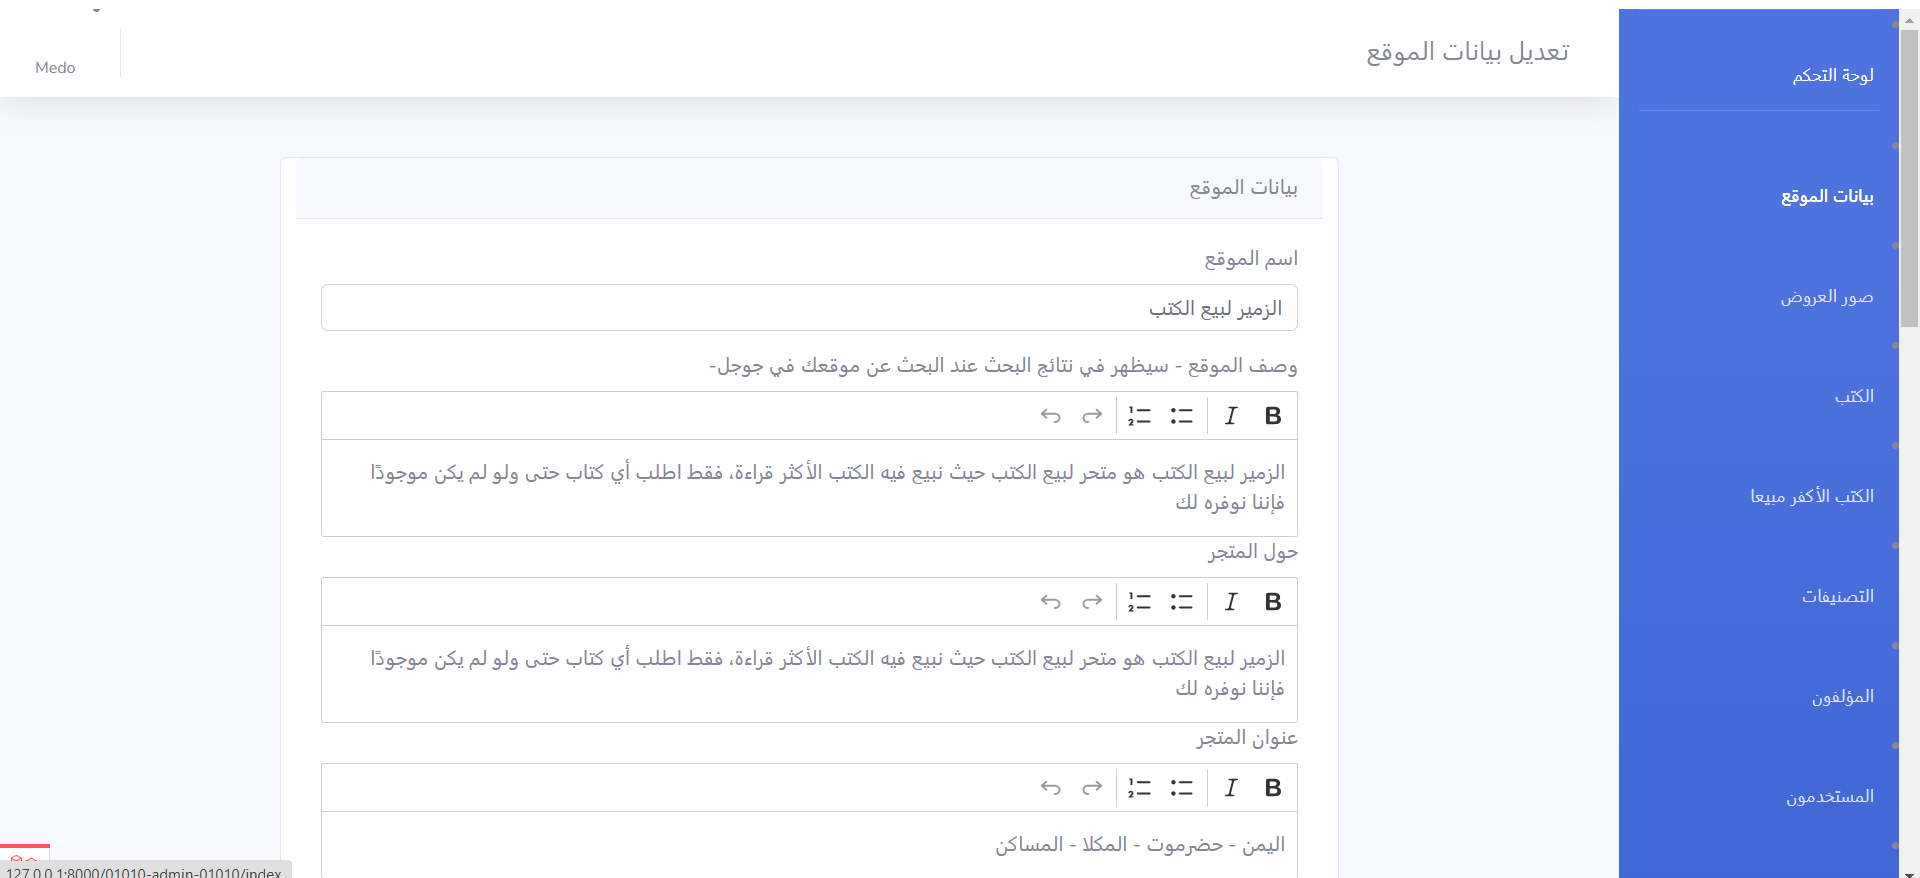 لوحة التحكم
بيانات الموقع
صور العروض
الكتب
الكتب الأكفر مبيعا
التصنيفات
المؤلفون
المستخدمون
تعديل بيانات الموقع
Medo
بيانات الموقع
اسم الموقع
الزمير لبيع الكتب
وصف الموقع - سيظهر في نتائج البحث عند البحث عن موقعك في جوجل-
الزمير لبيع الكتب هو متحر لبيع الكتب حيث نبيع فيه الكتب الأكثر قراءة، فقط اطلب أي كتاب حتى ولو لم يكن موجودًا
فإننا نوفره لك
حول المتجر
الزمير لبيع الكتب هو متحر لبيع الكتب حيث نبيع فيه الكتب الأكثر قراءة، فقط اطلب أي كتاب حتى ولو لم يكن موجودًا
فإننا نوفره لك
عنوان المتجر
اليمن - حضرموت - المكلا - المساكن
127.0.0.1:8000/01010-admin-01010/index